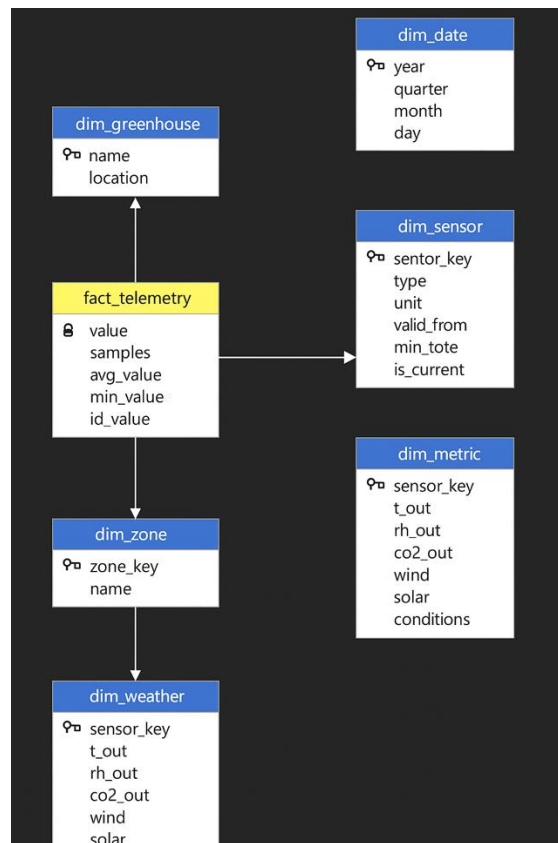 dim_date
year
quarter
month
day
dim_greenhouse
name
location
dim_sensor
sentor_key
type
unit
valid_from
min_tote
is_current
fact_telemetry
value
samples
avg_value
min_value
id_value
dim_metric
sensor_key
t_out
rh_out
co2_out
wind
solar
conditions
dim_zone
zone_key
name
dim_weather
sensor_key
t_out
rh_out
co2_out
wind
solar